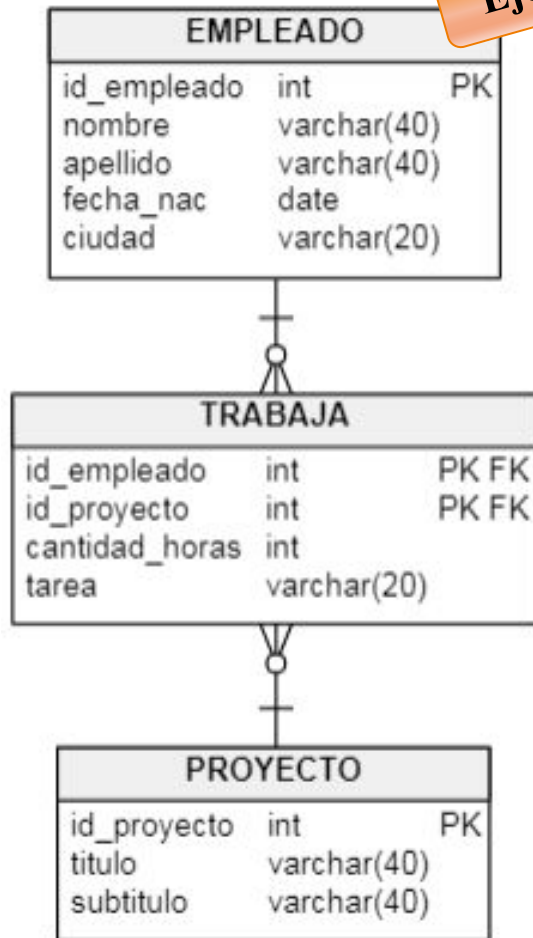 EMPLEADO
id_empleado int PK
nombre varchar(40)
apellido varchar(40)
fecha_nac date
ciudad varchar(20)
TRABAJA
id_empleado int PK FK
id_proyecto int PK FK
cantidad_horas int
tarea varchar(20)
PROYECTO
id_proyecto int PK
titulo varchar(40)
subtitulo varchar(40)